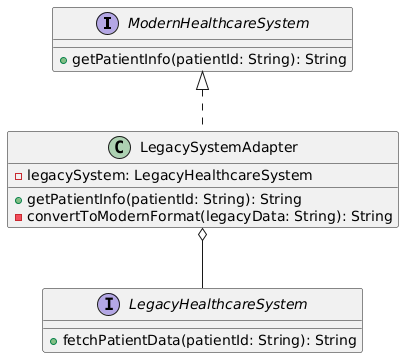 I ModernHealthcareSystem
getPatientInfo(patientId: String): String
C LegacySystemAdapter
legacySystem: LegacyHealthcareSystem
getPatientInfo(patientId: String): String
convertToModernFormat(legacyData: String): String
I LegacyHealthcareSystem
fetchPatientData(patientId: String): String